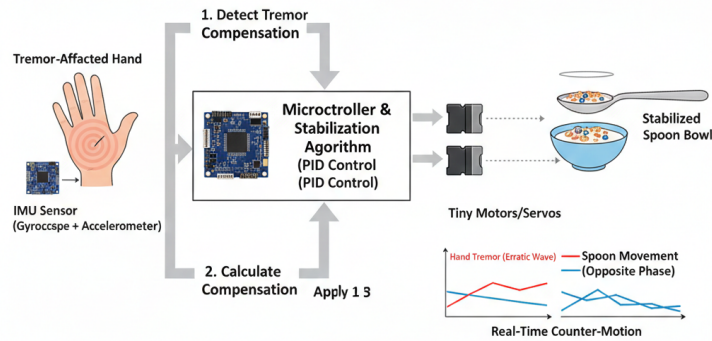 1. Detect Tremor
Compensation
Tremor-Affected Hand
IMU Sensor
(Gyroccspe + Accelerometer)
Microctroller &
Stabilization
Agorithm
(PID Control
(PID Control)
2. Calculate
Compensation
Apply 1 3
Tiny Motors/Servos
Stabilized
Spoon Bowl
Hand Tremor (Erratic Wave)
Spoon Movement
(Opposite Phase)
Real-Time Counter-Motion